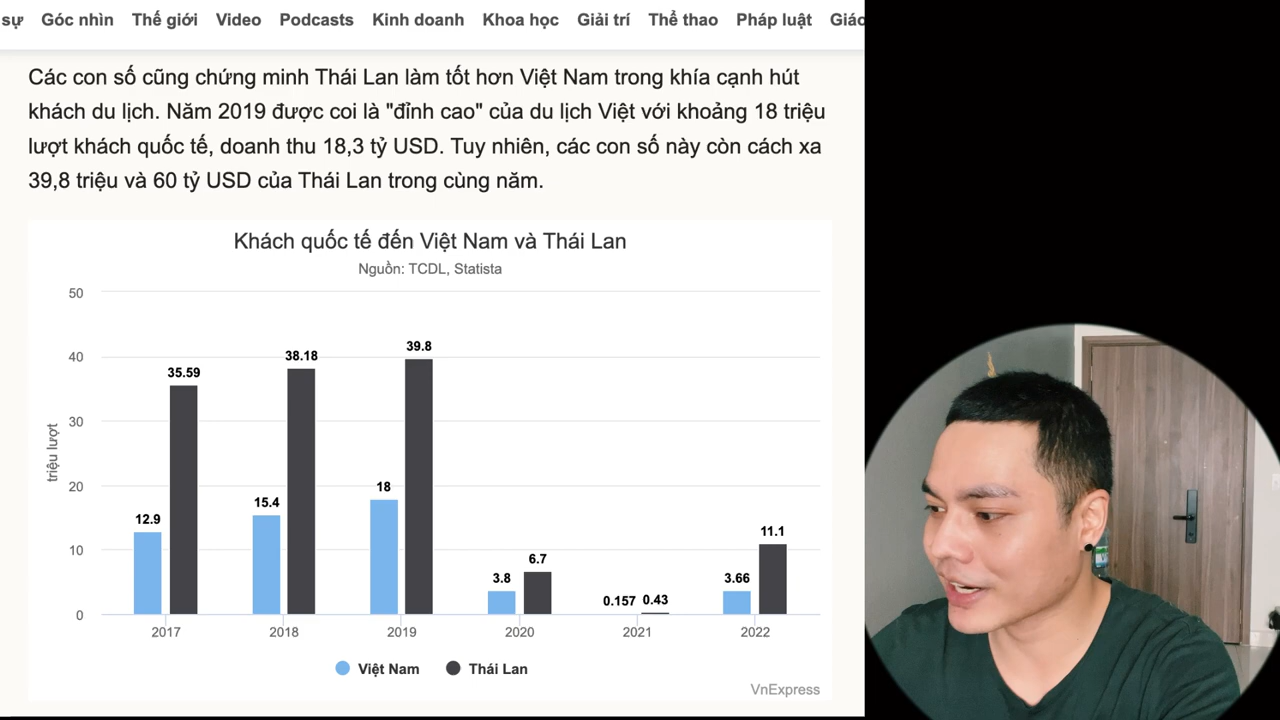 sự Góc nhìn Thế giới Video Podcasts Kinh doanh Khoa học Giải trí Thể thao Pháp luật Giáo
Các con số cũng chứng minh Thái Lan làm tốt hơn Việt Nam trong khía cạnh hút
khách du lịch. Năm 2019 được coi là "đỉnh cao" của du lịch Việt với khoảng 18 triệu
lượt khách quốc tế, doanh thu 18,3 tỷ USD. Tuy nhiên, các con số này còn cách xa
39,8 triệu và 60 tỷ USD của Thái Lan trong cùng năm.
Khách quốc tế đến Việt Nam và Thái Lan
Nguồn: TCDL, Statista
triệu lượt
50
40
30
20
10
0
12.9 35.59
15.4 38.18
18 39.8
3.8 6.7
0.157 0.43
3.66 11.1
2017 2018 2019 2020 2021 2022
Việt Nam Thái Lan
VnExpress